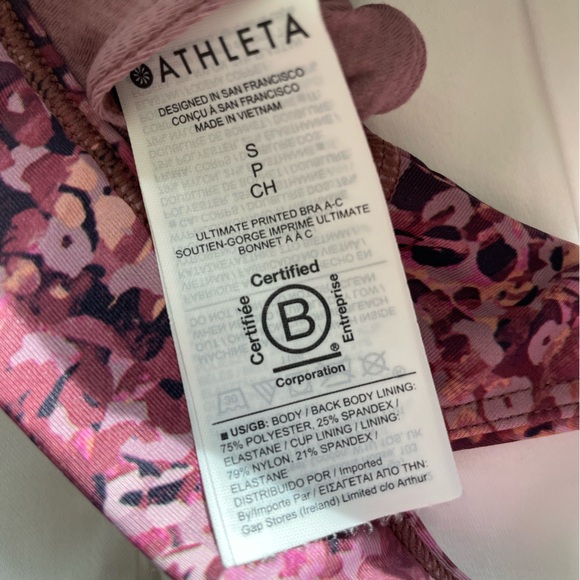 ATHLETA
DESIGNED IN SAN FRANCISCO
CONÇU À SAN FRANCISCO
MADE IN VIETNAM
S
P
CH
ULTIMATE PRINTED BRA A-C
SOUTIEN-GORGE IMPRIMÉ ULTIMATE
BONNET A À C
Certified
Certifiée
B
Entreprise
®
Corporation
■ US/GB: BODY / BACK BODY LINING:
75% POLYESTER, 25% SPANDEX /
ELASTANE / CUP LINING / LINING:
79% NYLON, 21% SPANDEX /
ELASTANE
DISTRIBUIDO POR / Imported
By/Importe Par / ΕΙΣΑΓΕΤΑΙ ΑΠΟ ΤΗΝ:
Gap Stores (Ireland) Limited c/o Arthur